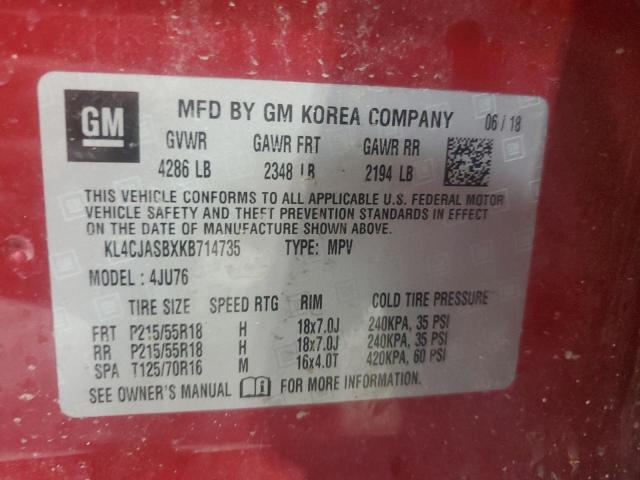 GM MFD BY GM KOREA COMPANY 06/18
GVWR GAWR FRT GAWR RR
4286 LB 2348 LB 2194 LB
THIS VEHICLE CONFORMS TO ALL APPLICABLE U.S. FEDERAL MOTOR
VEHICLE SAFETY AND THEFT PREVENTION STANDARDS IN EFFECT
ON THE DATE OF MANUFACTURE SHOWN ABOVE.
KL4CJASBXKB714735 TYPE: MPV
MODEL: 4JU76
TIRE SIZE SPEED RTG RIM COLD TIRE PRESSURE
FRT P215/55R18 H 18x7.0J 240KPA, 35 PSI
RR P215/55R18 H 18x7.0J 240KPA, 35 PSI
SPA T125/70R16 M 16x4.0T 420KPA, 60 PSI
SEE OWNER'S MANUAL FOR MORE INFORMATION.